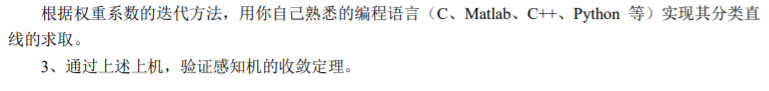 根据权重系数的迭代方法，用你自己熟悉的编程语言（C、Matlab、C++、Python 等）实现其分类直
线的求取。
3、通过上述上机，验证感知机的收敛定理。